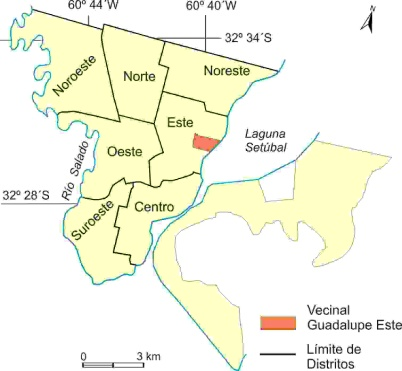 60º 44´W
60º 40´W
N
32º 34´S
Noroeste
Norte
Noreste
Este
Laguna
Setúbal
Oeste
Río Salado
32º 28´S
Suroeste
Centro
Vecinal
Guadalupe Este
Límite de
Distritos
0 3 km